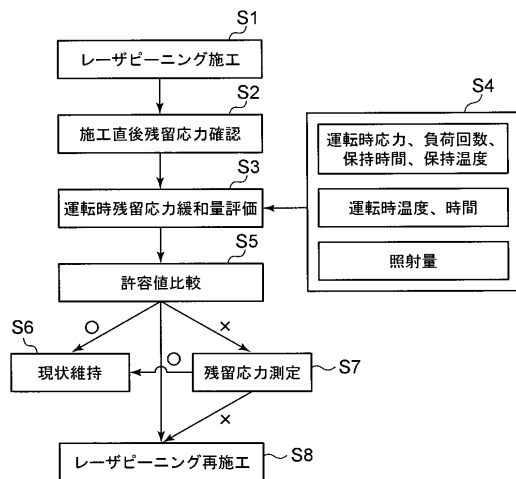 S1
レーザピーニング施工
S2
施工直後残留応力確認
S3
運転時残留応力緩和量評価
S4
運転時応力、負荷回数、
保持時間、保持温度
運転時温度、時間
照射量
S5
許容値比較
○
×
S6
現状維持
○
残留応力測定
S7
×
レーザピーニング再施工
S8